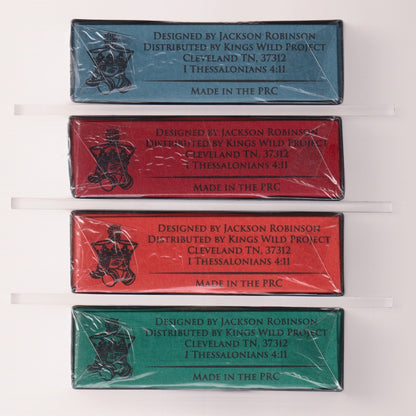 Designed by Jackson Robinson
Distributed by Kings Wild Project
Cleveland TN, 37312
I Thessalonians 4:11
Made in the PRC
Designed by Jackson Robinson
Distributed by Kings Wild Project
Cleveland TN, 37312
I Thessalonians 4:11
Made in the PRC
Designed by Jackson Robinson
Distributed by Kings Wild Project
Cleveland TN, 37312
I Thessalonians 4:11
Made in the PRC
Designed by Jackson Robinson
Distributed by Kings Wild Project
Cleveland TN, 37312
I Thessalonians 4:11
Made in the PRC